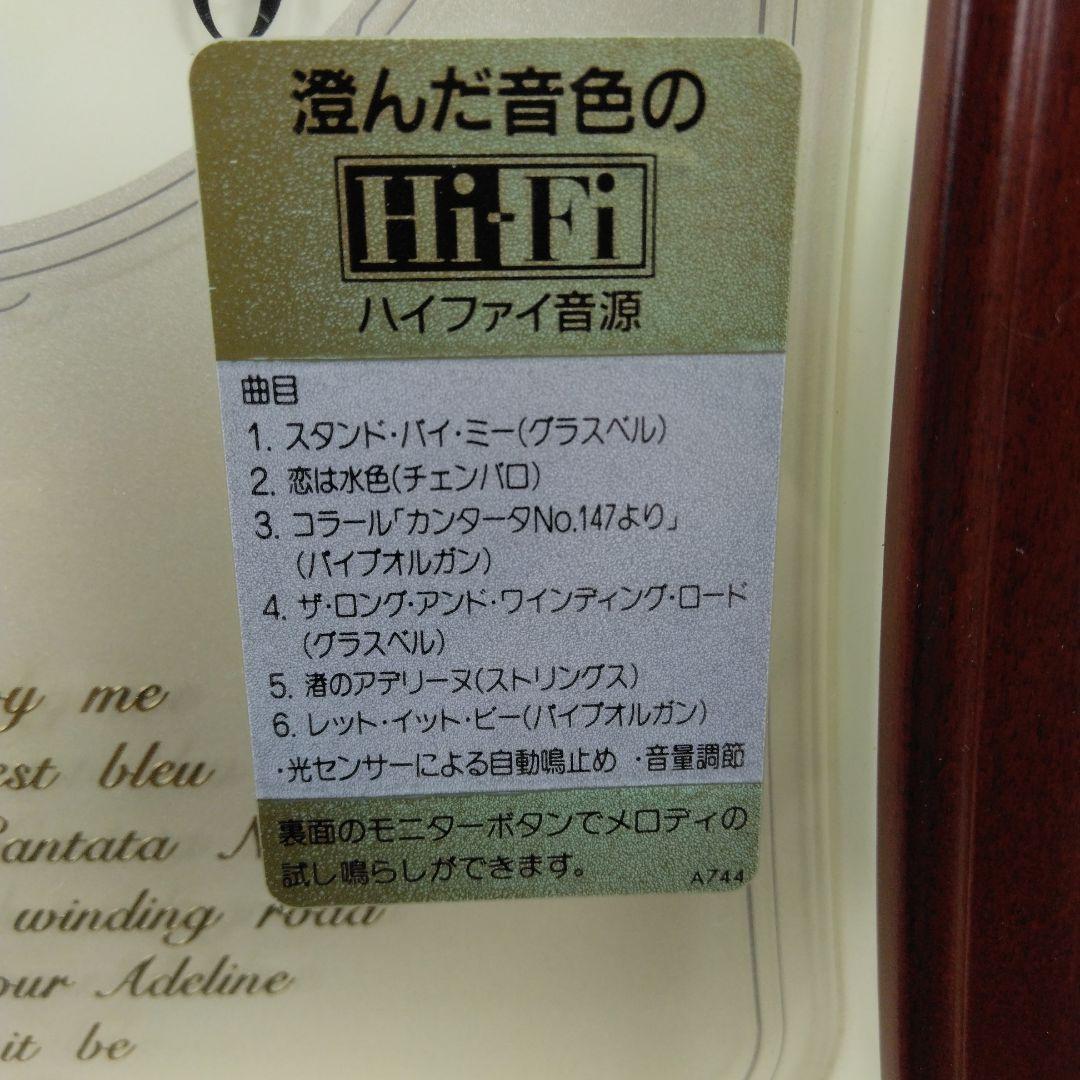 澄んだ音色の
Hi-Fi
ハイファイ音源
曲目
1. スタンド・バイ・ミー(グラスベル)
2. 恋は水色(チェンバロ)
3. コラール「カンタータNo.147より」
(パイプオルガン)
4. ザ・ロング・アンド・ワインディング・ロード
(グラスベル)
5. 渚のアデリーヌ(ストリングス)
6. レット・イット・ビー(パイプオルガン)
・光センサーによる自動鳴止め ・音量調節
裏面のモニターボタンでメロディの
試し鳴らしができます。
A744
me
est bleu
Cantata N
winding road
our Adeline
it be